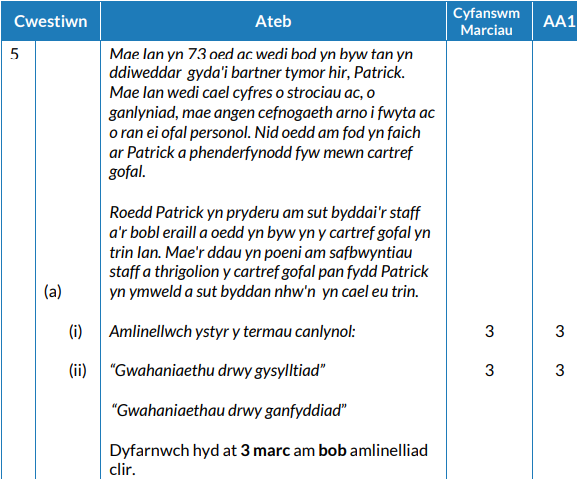 Cwestiwn Ateb Cyfanswm Marciau AA1
5 Mae Ian yn 73 oed ac wedi bod yn byw tan yn
ddiweddar gyda'i bartner tymor hir, Patrick.
Mae Ian wedi cael cyfres o strociau ac, o
ganlyniad, mae angen cefnogaeth arno i fwyta ac
o ran ei ofal personol. Nid oedd am fod yn faich
ar Patrick a phenderfynodd fyw mewn cartref
gofal.
Roedd Patrick yn pryderu am sut byddai'r staff
a'r bobl eraill a oedd yn byw yn y cartref gofal yn
trin Ian. Mae'r ddau yn poeni am safbwyntiau
staff a thrigolion y cartref gofal pan fydd Patrick
(a) yn ymweld a sut byddan nhw'n yn cael eu trin.
(i) Amlinellwch ystyr y termau canlynol: 3 3
(ii) “Gwahaniaethu drwy gysylltiad” 3 3
“Gwahaniaethau drwy ganfyddiad”
Dyfarnwch hyd at 3 marc am bob amlinelliad
clir.